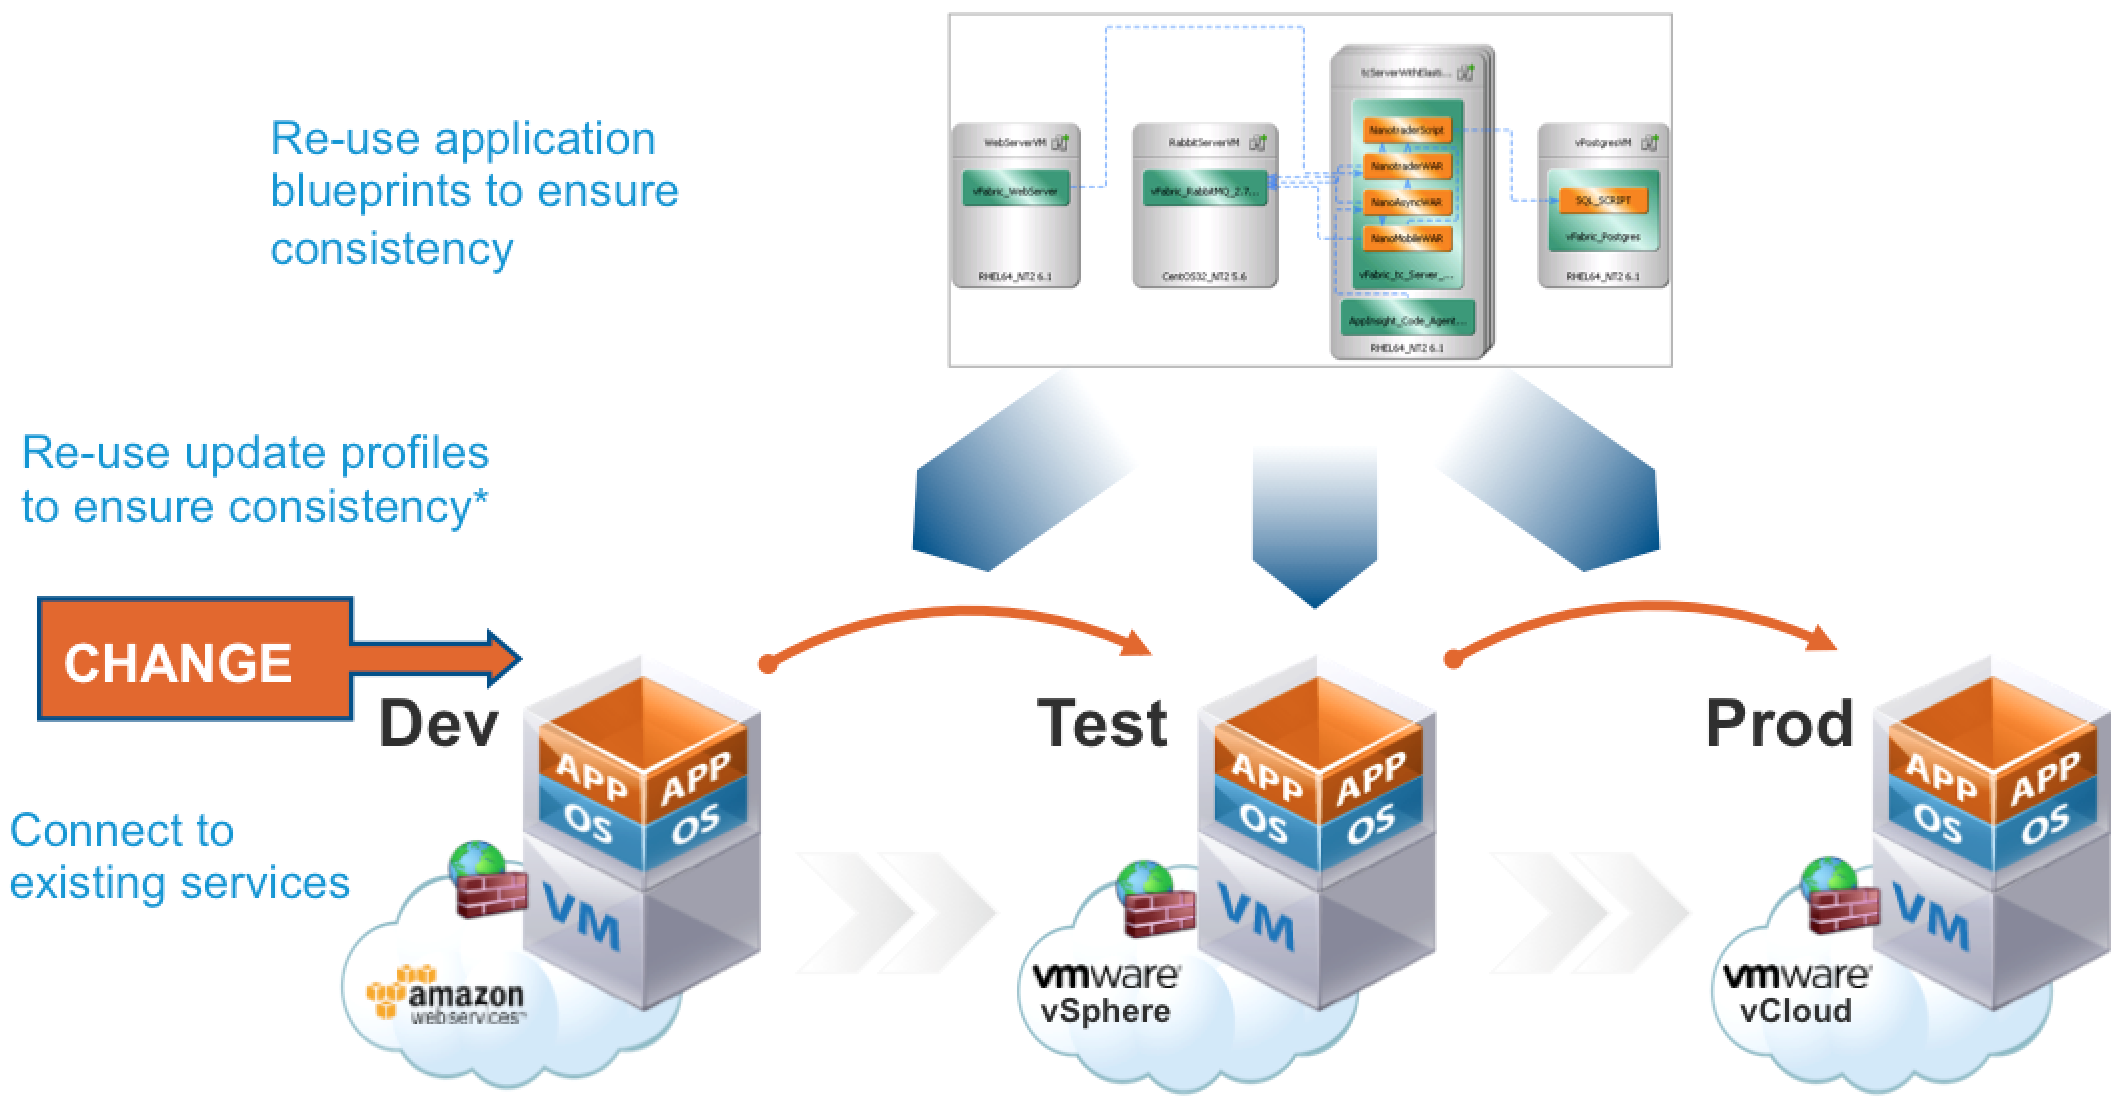 tcServerWithElasti...
WebServerVM
RabbitServerVM
vPostgresVM
NanotraderScript
NanotraderWAR
NanoAsyncWAR
NanoMobileWAR
vFabric_WebServer
vFabric_RabbitMQ_2.7...
SQL_SCRIPT
vFabric_Postgres
vFabric_tc_Server_...
AppInsight_Code_Agent...
RHEL64_NT2 6.1
CentOS32_NT2 5.6
RHEL64_NT2 6.1
RHEL64_NT2 6.1
Re-use application
blueprints to ensure
consistency
Re-use update profiles
to ensure consistency*
CHANGE
Dev
Test
Prod
APP APP
OS OS
VM
APP APP
OS OS
VM
APP APP
OS OS
VM
Connect to
existing services
amazon
webservices™
vmware®
vSphere
vmware®
vCloud